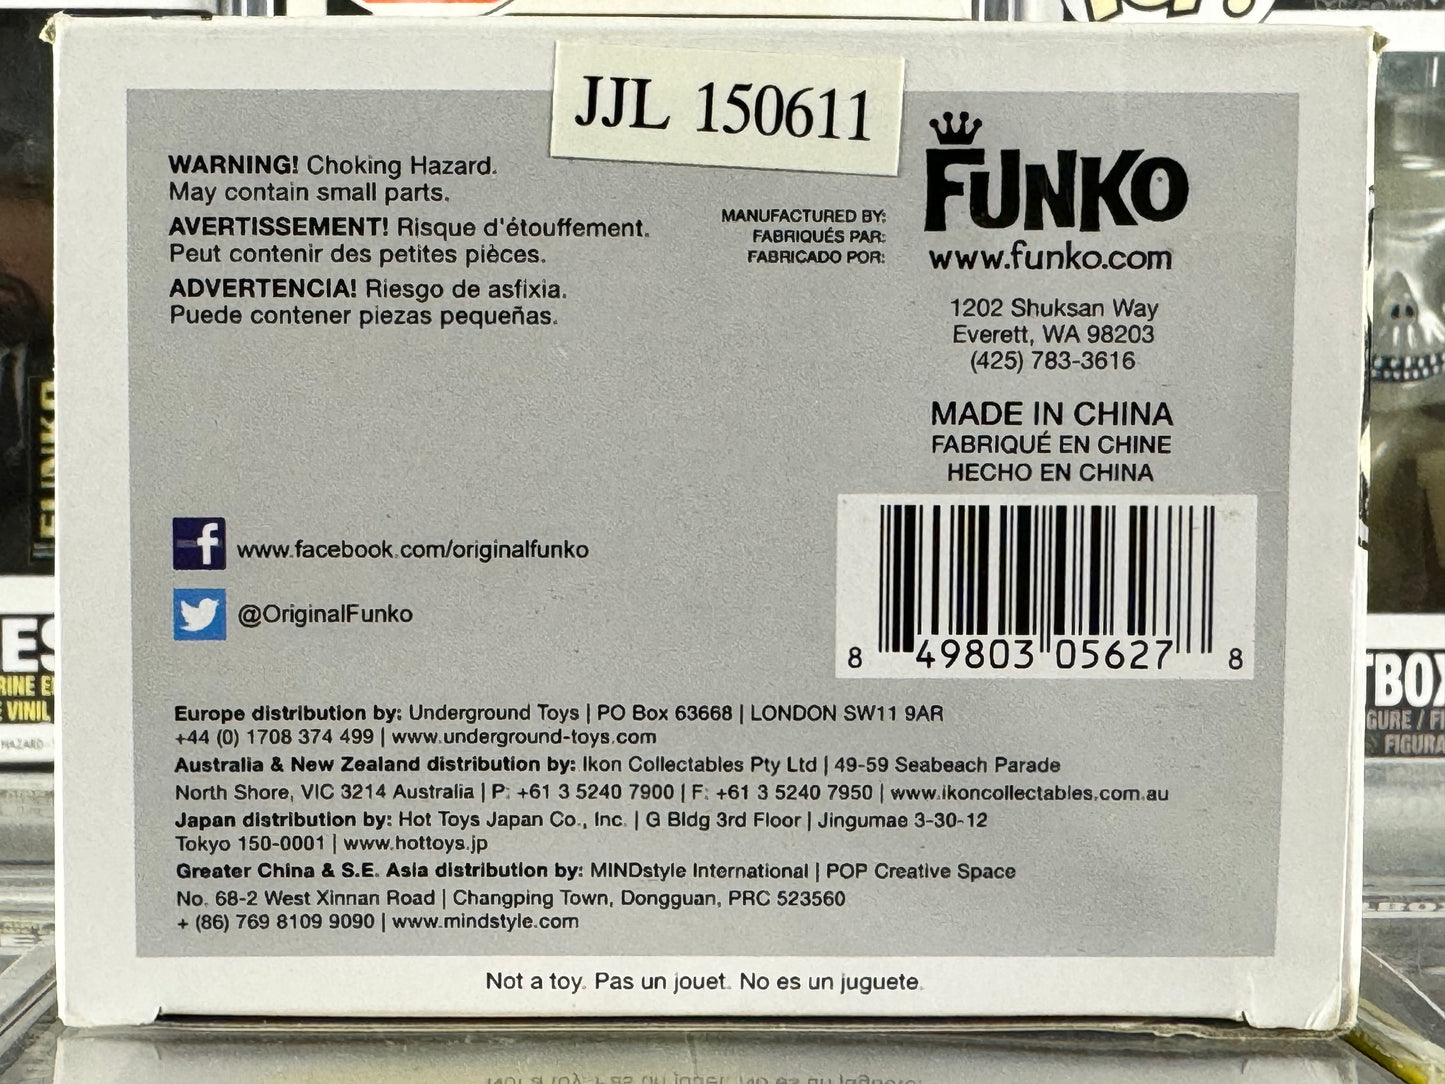 JJL 150611
WARNING! Choking Hazard.
May contain small parts.
AVERTISSEMENT! Risque d'étouffement.
Peut contenir des petites pièces.
ADVERTENCIA! Riesgo de asfixia.
Puede contener piezas pequeñas.
MANUFACTURED BY:
FABRIQUÉS PAR:
FABRICADO POR:
FUNKO
www.funko.com
1202 Shuksan Way
Everett, WA 98203
(425) 783-3616
MADE IN CHINA
FABRIQUÉ EN CHINE
HECHO EN CHINA
8 49803 05627 8
www.facebook.com/originalfunko
@OriginalFunko
Europe distribution by: Underground Toys | PO Box 63668 | LONDON SW11 9AR
+44 (0) 1708 374 499 | www.underground-toys.com
Australia & New Zealand distribution by: Ikon Collectables Pty Ltd | 49-59 Seabeach Parade
North Shore, VIC 3214 Australia | P: +61 3 5240 7900 | F: +61 3 5240 7950 | www.ikoncollectables.com.au
Japan distribution by: Hot Toys Japan Co., Inc. | G Bldg 3rd Floor | Jingumae 3-30-12
Tokyo 150-0001 | www.hottoys.jp
Greater China & S.E. Asia distribution by: MINDstyle International | POP Creative Space
No. 68-2 West Xinnan Road | Changping Town, Dongguan, PRC 523560
+ (86) 769 8109 9090 | www.mindstyle.com
Not a toy. Pas un jouet. No es un juguete.
FUNKO
VINIL